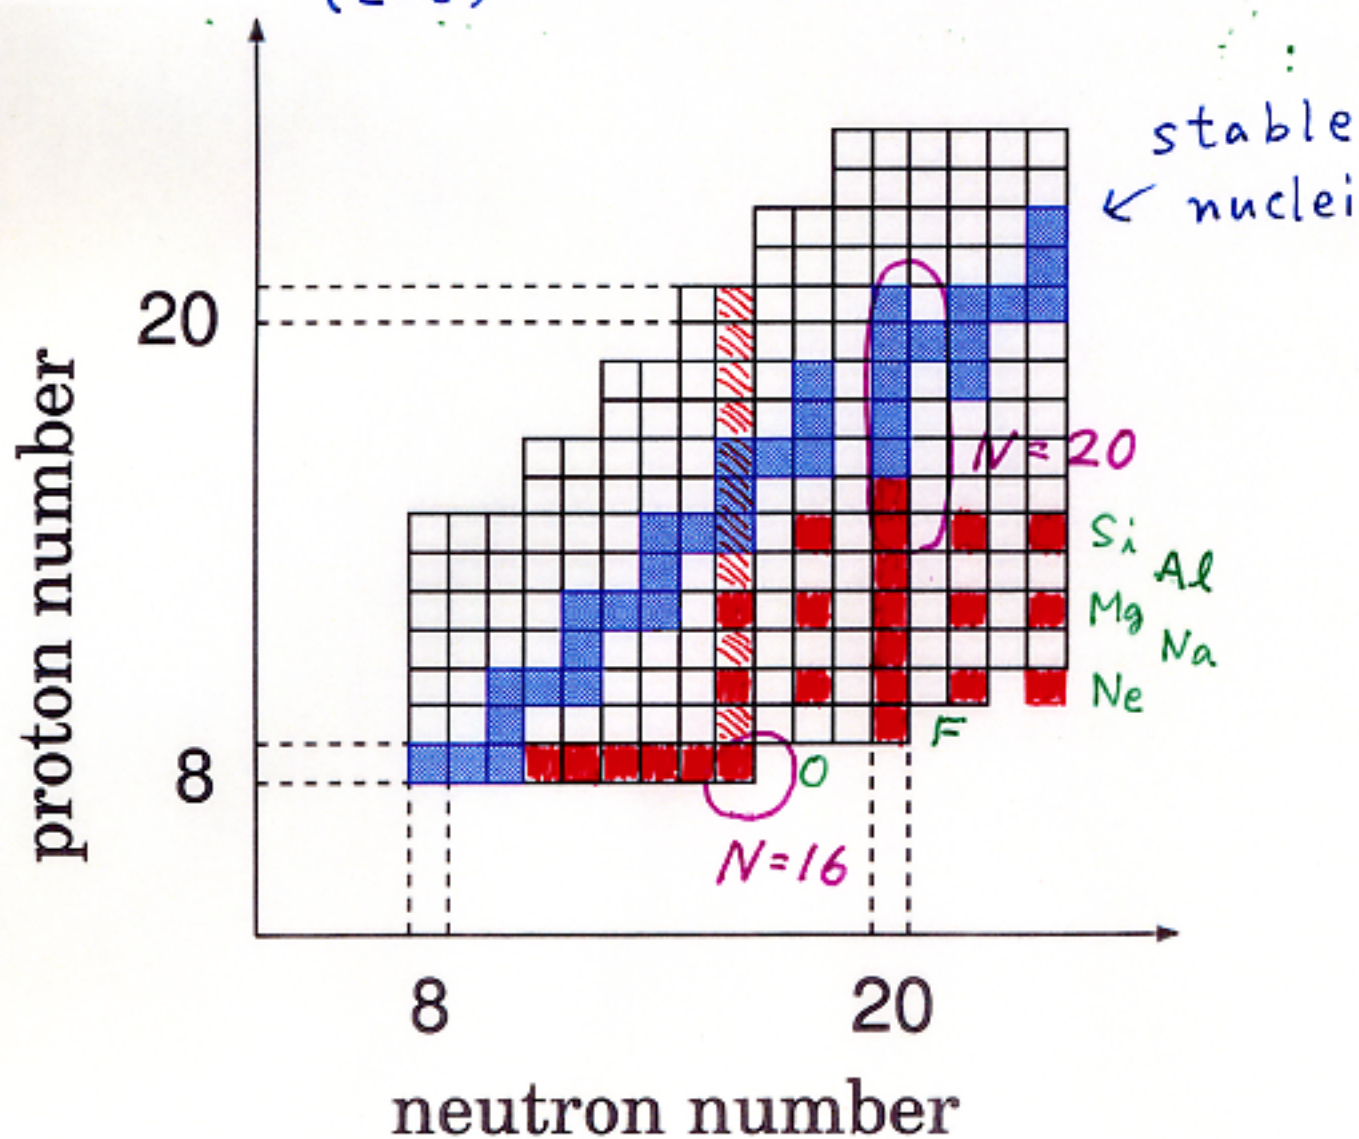 stable
← nuclei
20
N=20
Si
Al
Mg
Na
Ne
F
8
O
N=16
8
20
proton number
neutron number